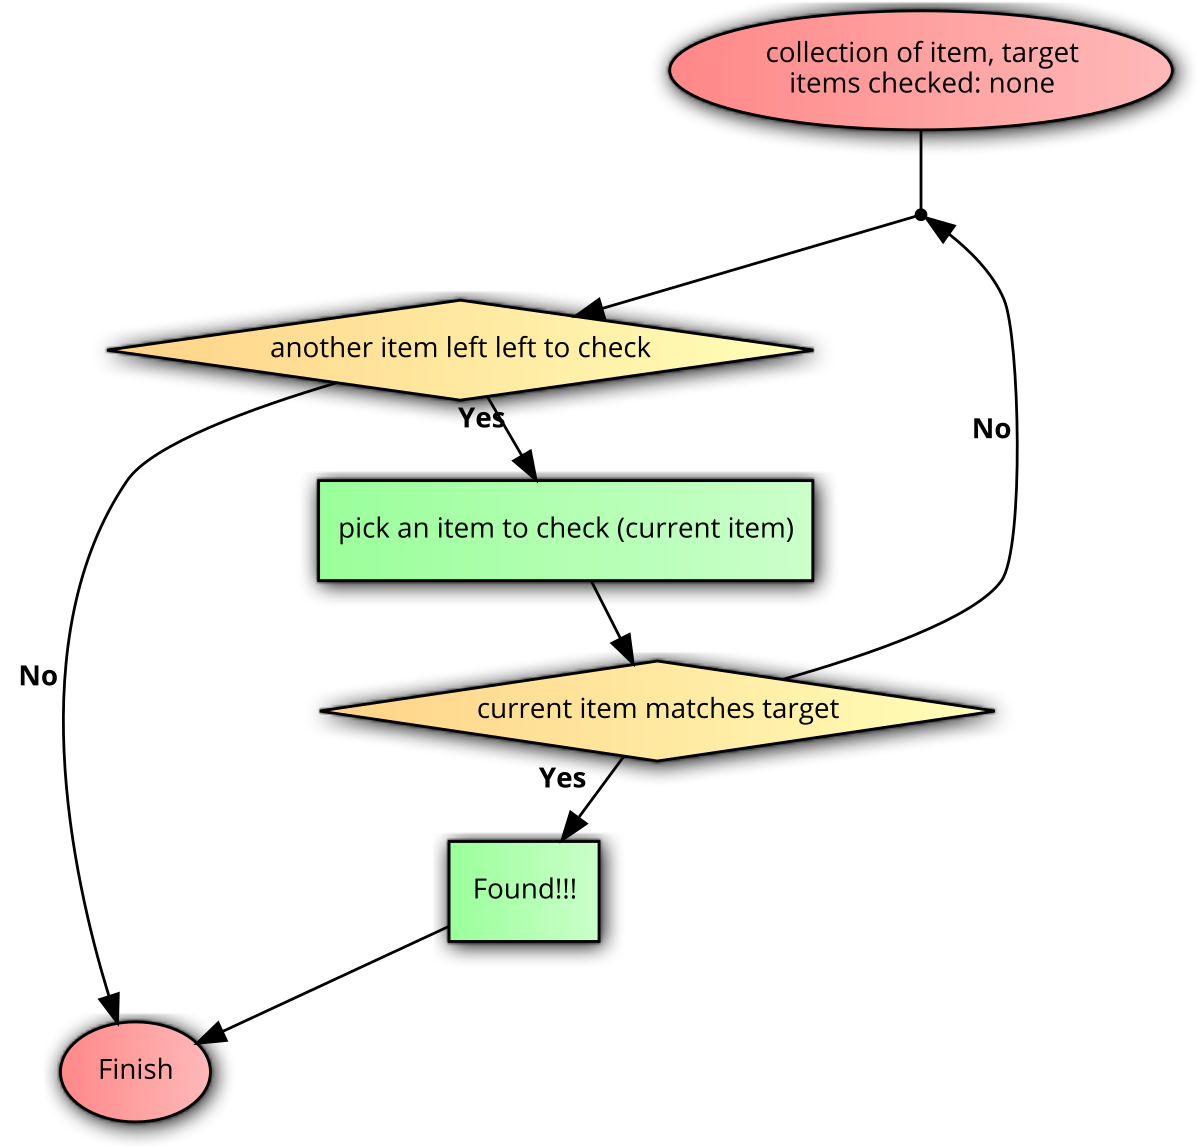 collection of item, target
items checked: none
another item left left to check
Yes
No
pick an item to check (current item)
No
current item matches target
Yes
Found!!!
Finish